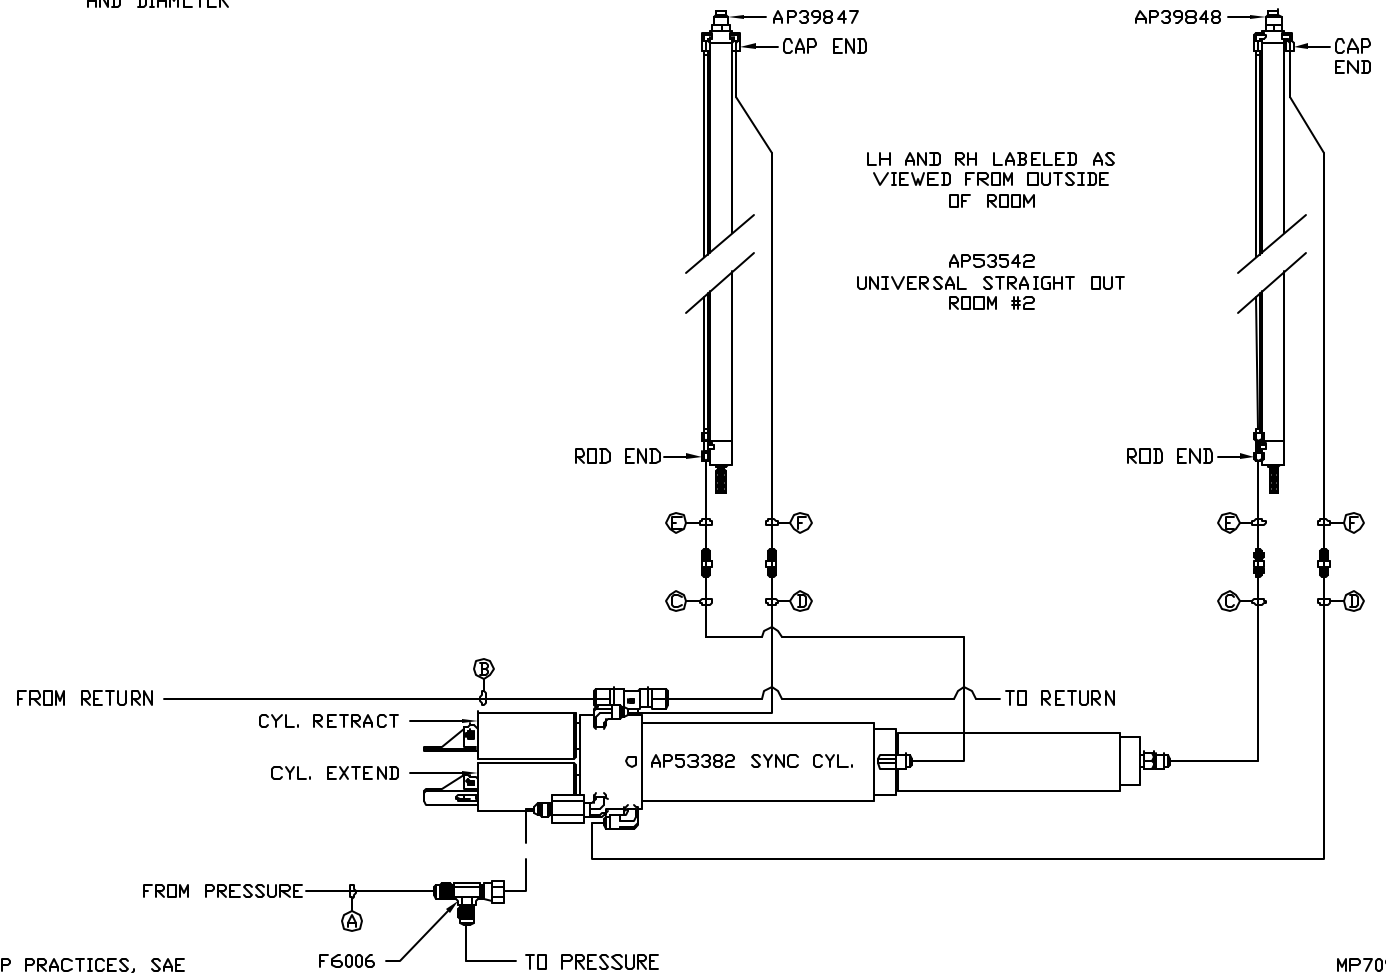 AND DIAMETER
AP39847
AP39848
CAP END
CAP
END
LH AND RH LABELED AS
VIEWED FROM OUTSIDE
OF ROOM
AP53542
UNIVERSAL STRAIGHT OUT
ROOM #2
ROD END
ROD END
E
F
E
F
C
D
C
D
B
FROM RETURN
TO RETURN
CYL. RETRACT
AP53382 SYNC CYL.
CYL. EXTEND
FROM PRESSURE
A
F6006
TO PRESSURE
P PRACTICES, SAE